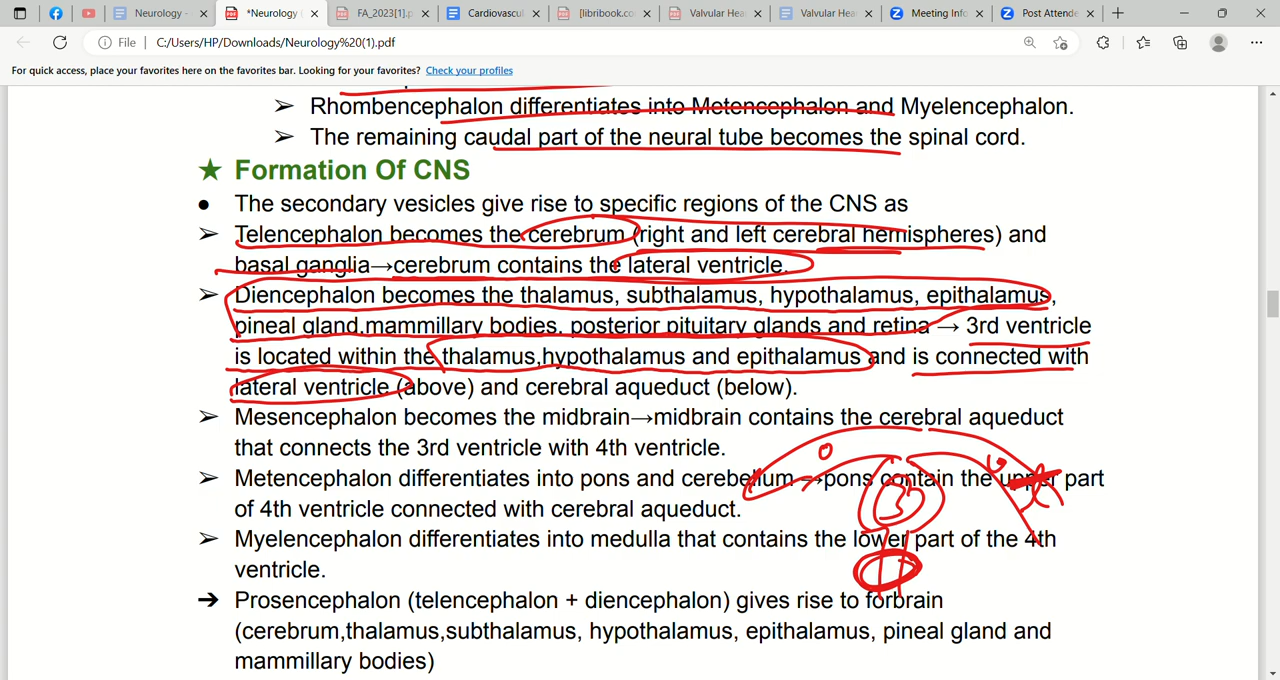 Neurology -
*Neurology (
FA_2023[1].p
Cardiovascu
[libribook.co
Valvular Hea
Valvular Hea
Meeting Info
Post Attende
File
C:/Users/HP/Downloads/Neurology%20(1).pdf
For quick access, place your favorites here on the favorites bar. Looking for your favorites? Check your profiles
➢ Rhombencephalon differentiates into Metencephalon and Myelencephalon.
➢ The remaining caudal part of the neural tube becomes the spinal cord.
★ Formation Of CNS
● The secondary vesicles give rise to specific regions of the CNS as
➢ Telencephalon becomes the cerebrum (right and left cerebral hemispheres) and
basal ganglia→cerebrum contains the lateral ventricle.
➢ Diencephalon becomes the thalamus, subthalamus, hypothalamus, epithalamus,
pineal gland,mammillary bodies, posterior pituitary glands and retina → 3rd ventricle
is located within the thalamus,hypothalamus and epithalamus and is connected with
lateral ventricle (above) and cerebral aqueduct (below).
➢ Mesencephalon becomes the midbrain→midbrain contains the cerebral aqueduct
that connects the 3rd ventricle with 4th ventricle.
➢ Metencephalon differentiates into pons and cerebellum →pons contain the upper part
of 4th ventricle connected with cerebral aqueduct.
➢ Myelencephalon differentiates into medulla that contains the lower part of the 4th
ventricle.
➔ Prosencephalon (telencephalon + diencephalon) gives rise to forbrain
(cerebrum,thalamus,subthalamus, hypothalamus, epithalamus, pineal gland and
mammillary bodies)